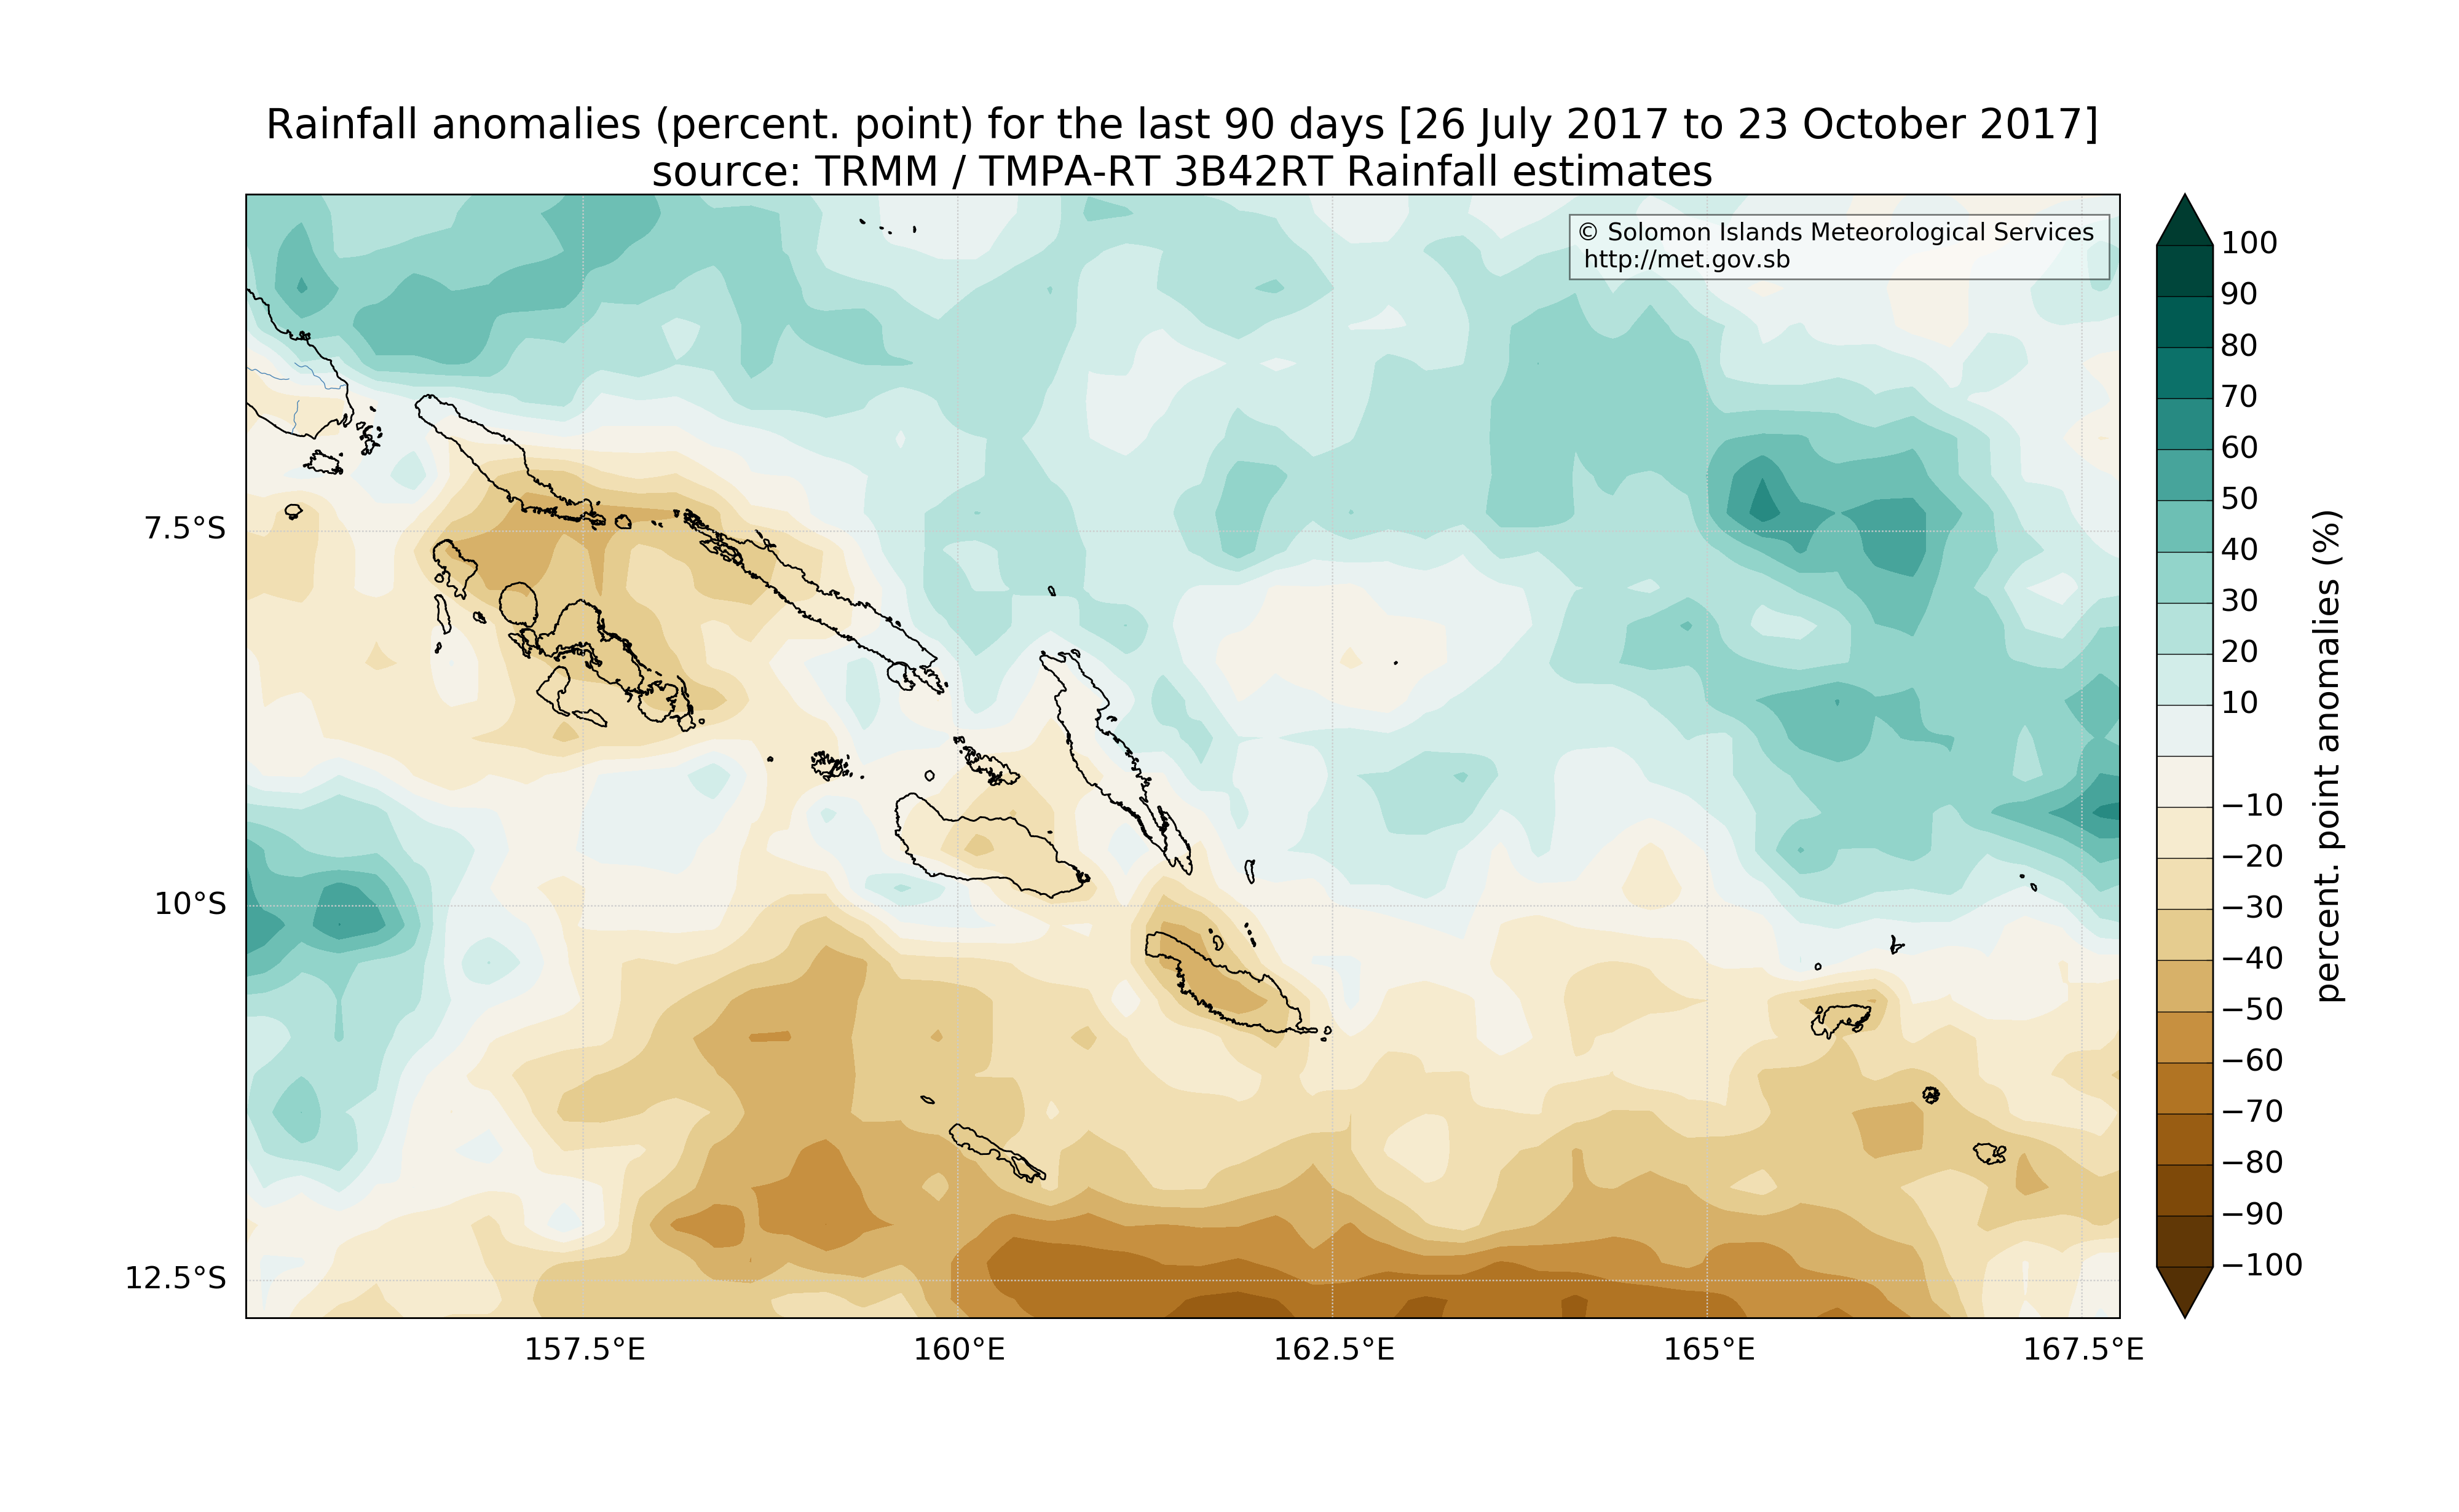 Rainfall anomalies (percent. point) for the last 90 days [26 July 2017 to 23 October 2017]
source: TRMM / TMPA-RT 3B42RT Rainfall estimates
© Solomon Islands Meteorological Services
http://met.gov.sb
7.5°S
10°S
12.5°S
157.5°E
160°E
162.5°E
165°E
167.5°E
100
90
80
70
60
50
40
30
20
10
−10
−20
−30
−40
−50
−60
−70
−80
−90
−100
percent. point anomalies (%)